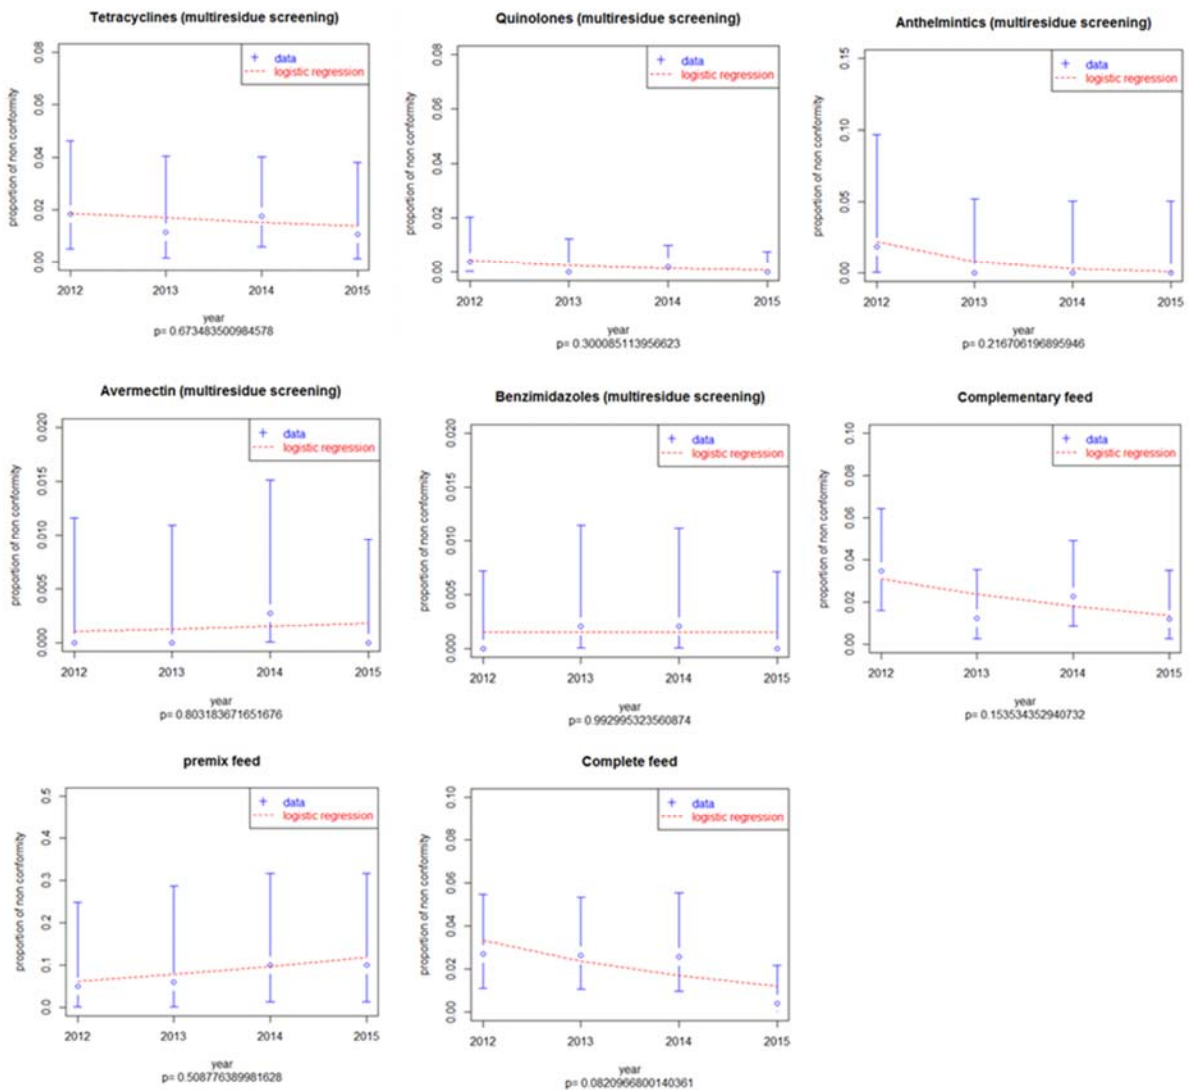 Tetracyclines (multiresidue screening)
data
logistic regression
proportion of non conformity
0.08
0.06
0.04
0.02
0.00
2012 2013 2014 2015
year
p= 0.673483500984578
Quinolones (multiresidue screening)
data
logistic regression
proportion of non conformity
0.08
0.06
0.04
0.02
0.00
2012 2013 2014 2015
year
p= 0.300085113956623
Anthelmintics (multiresidue screening)
data
logistic regression
proportion of non conformity
0.15
0.10
0.05
0.00
2012 2013 2014 2015
year
p= 0.216706196895946
Avermectin (multiresidue screening)
data
logistic regression
proportion of non conformity
0.020
0.015
0.010
0.005
0.000
2012 2013 2014 2015
year
p= 0.803183671651676
Benzimidazoles (multiresidue screening)
data
logistic regression
proportion of non conformity
0.020
0.015
0.010
0.005
0.000
2012 2013 2014 2015
year
p= 0.992995323560874
Complementary feed
data
logistic regression
proportion of non conformity
0.10
0.08
0.06
0.04
0.02
0.00
2012 2013 2014 2015
year
p= 0.153534352940732
premix feed
data
logistic regression
proportion of non conformity
0.5
0.4
0.3
0.2
0.1
0.0
2012 2013 2014 2015
year
p= 0.508776389981628
Complete feed
data
logistic regression
proportion of non conformity
0.10
0.08
0.06
0.04
0.02
0.00
2012 2013 2014 2015
year
p= 0.0820966800140361